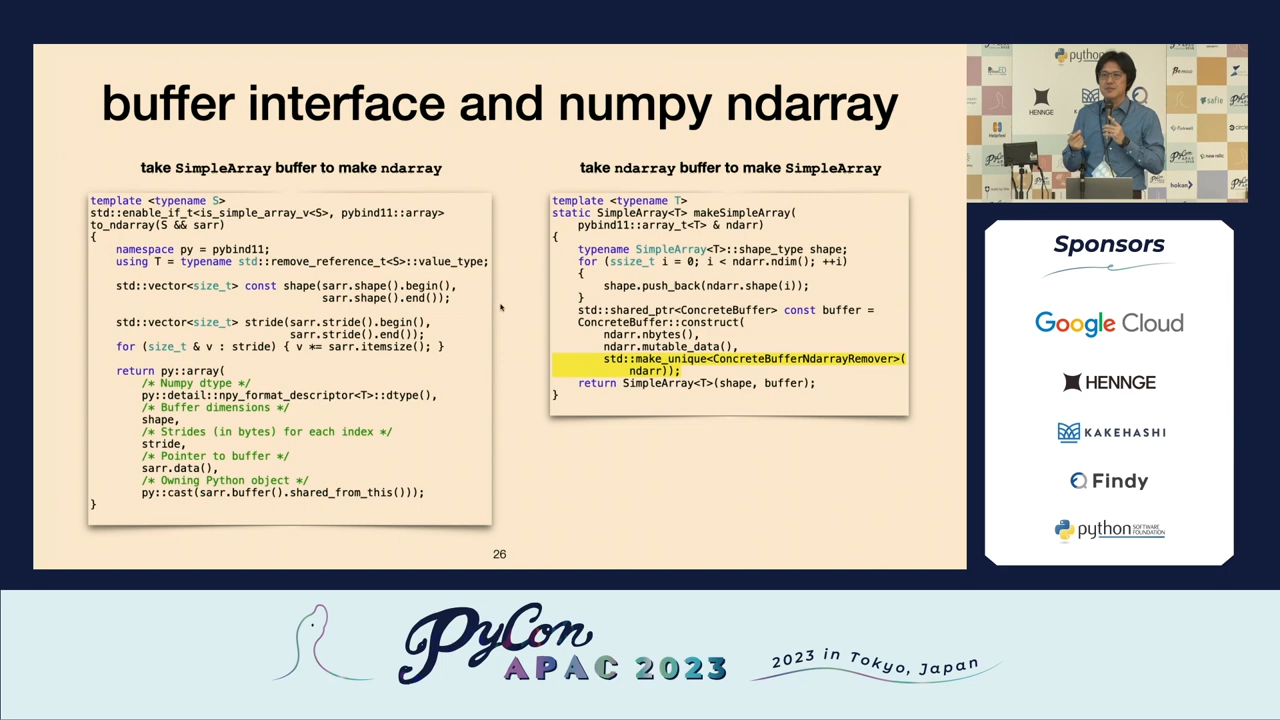 buffer interface and numpy ndarray
take SimpleArray buffer to make ndarray
template <typename S>
std::enable_if_t<is_simple_array_v<S>, pybind11::array>
to_ndarray(S && sarr)
{
    namespace py = pybind11;
    using T = typename std::remove_reference_t<S>::value_type;
    std::vector<size_t> const shape(sarr.shape().begin(),
                                    sarr.shape().end());
    std::vector<size_t> stride(sarr.stride().begin(),
                               sarr.stride().end());
    for (size_t & v : stride) { v *= sarr.itemsize(); }
    return py::array(
        /* Numpy dtype */
        py::detail::npy_format_descriptor<T>::dtype(),
        /* Buffer dimensions */
        shape,
        /* Strides (in bytes) for each index */
        stride,
        /* Pointer to buffer */
        sarr.data(),
        /* Owning Python object */
        py::cast(sarr.buffer().shared_from_this()));
}
take ndarray buffer to make SimpleArray
template <typename T>
static SimpleArray<T> makeSimpleArray(
    pybind11::array_t<T> & ndarr)
{
    typename SimpleArray<T>::shape_type shape;
    for (ssize_t i = 0; i < ndarr.ndim(); ++i)
    {
        shape.push_back(ndarr.shape(i));
    }
    std::shared_ptr<ConcreteBuffer> const buffer =
    ConcreteBuffer::construct(
        ndarr.nbytes(),
        ndarr.mutable_data(),
        std::make_unique<ConcreteBufferNdarrayRemover>(
            ndarr));
    return SimpleArray<T>(shape, buffer);
}
26
python
HENNGE
safie
hokan
Sponsors
Google Cloud
HENNGE
KAKEHASHI
Findy
python SOFTWARE FOUNDATION
PyCon
APAC 2023
2023 in Tokyo, Japan